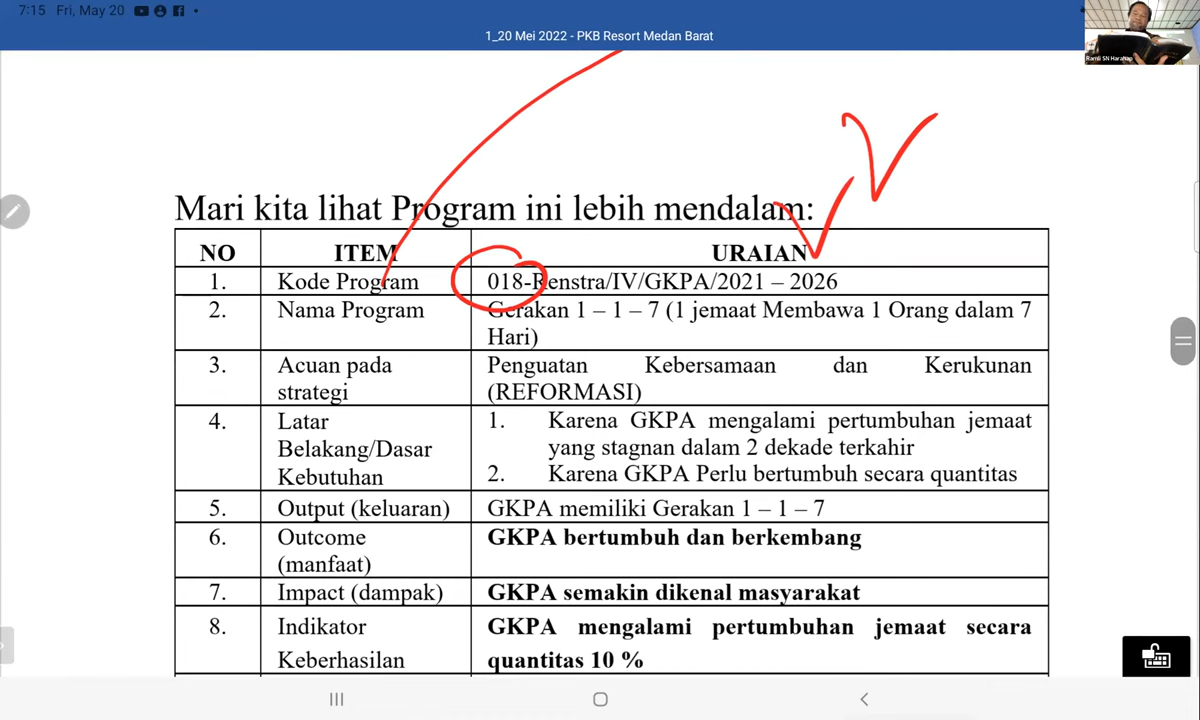 7:15 Fri, May 20
1_20 Mei 2022 - PKB Resort Medan Barat
Ramli SN Harahap
Mari kita lihat Program ini lebih mendalam:
NO ITEM URAIAN
1. Kode Program 018-Renstra/IV/GKPA/2021 – 2026
2. Nama Program Gerakan 1 – 1 – 7 (1 jemaat Membawa 1 Orang dalam 7
Hari)
3. Acuan pada Penguatan Kebersamaan dan Kerukunan
strategi (REFORMASI)
4. Latar 1. Karena GKPA mengalami pertumbuhan jemaat
Belakang/Dasar yang stagnan dalam 2 dekade terkahir
Kebutuhan 2. Karena GKPA Perlu bertumbuh secara quantitas
5. Output (keluaran) GKPA memiliki Gerakan 1 – 1 – 7
6. Outcome GKPA bertumbuh dan berkembang
(manfaat)
7. Impact (dampak) GKPA semakin dikenal masyarakat
8. Indikator GKPA mengalami pertumbuhan jemaat secara
Keberhasilan quantitas 10 %